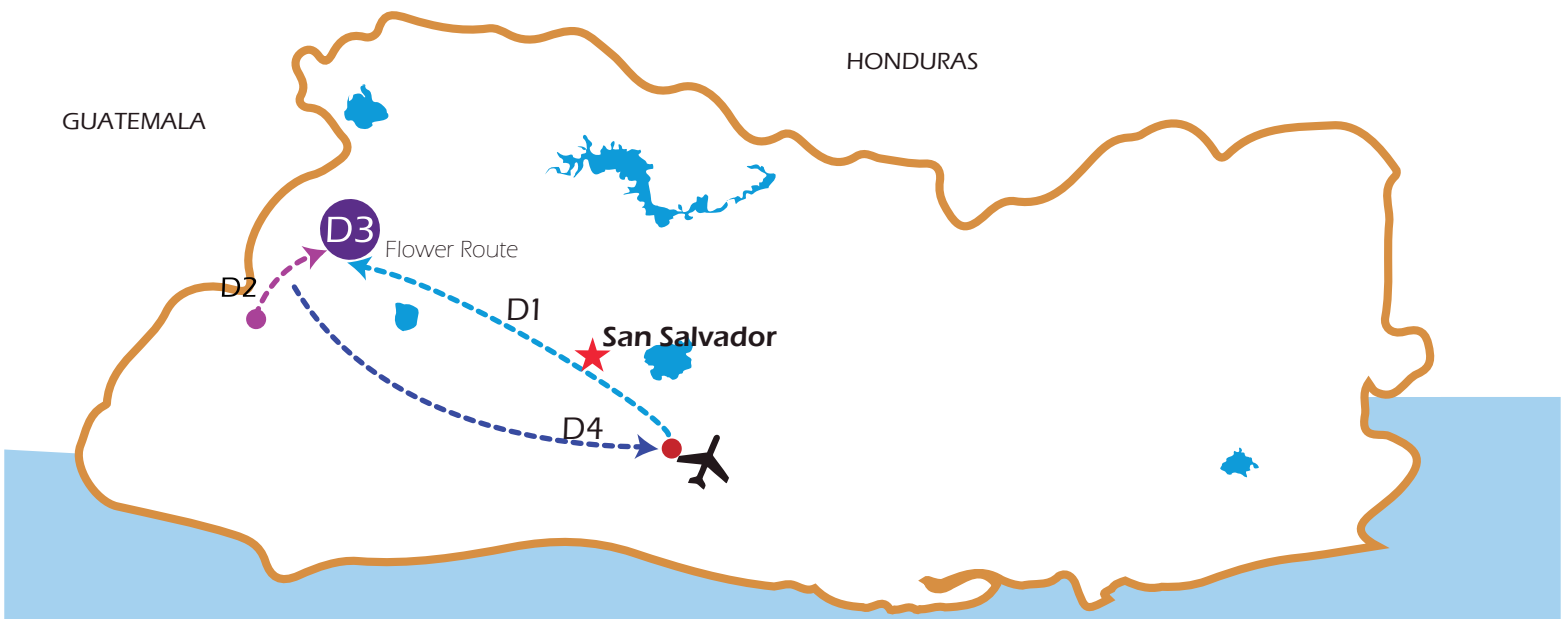 HONDURAS
GUATEMALA
D3
Flower Route
D2
D1
San Salvador
D4